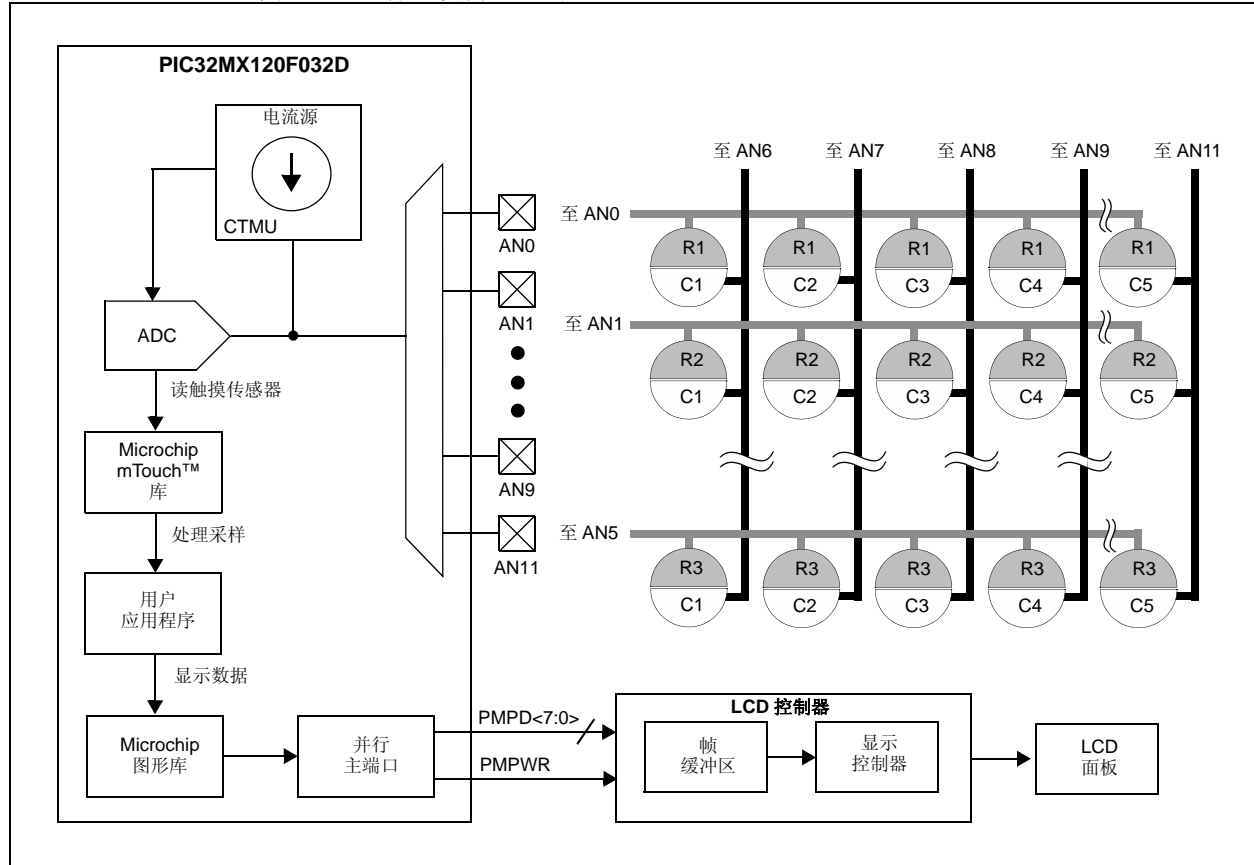 PIC32MX120F032D
电流源
CTMU
ADC
读触摸传感器
Microchip
mTouch™
库
处理采样
用户
应用程序
显示数据
Microchip
图形库
并行
主端口
AN0
AN1
AN9
AN11
至 AN6
至 AN7
至 AN8
至 AN9
至 AN11
至 AN0
R1 R1 R1 R1 R1
C1 C2 C3 C4 C5
至 AN1
R2 R2 R2 R2 R2
C1 C2 C3 C4 C5
至 AN5
R3 R3 R3 R3 R3
C1 C2 C3 C4 C5
PMPD<7:0>
PMPWR
LCD 控制器
帧
缓冲区
显示
控制器
LCD
面板